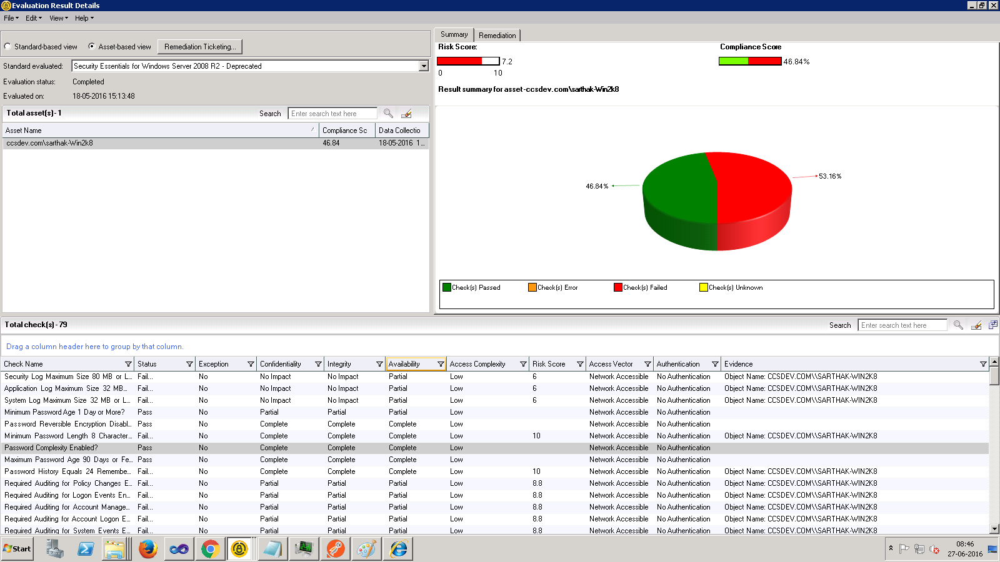 Evaluation Result Details
File Edit View Help
Standard-based view Asset-based view Remediation Ticketing...
Standard evaluated: Security Essentials for Windows Server 2008 R2 - Deprecated
Evaluation status: Completed
Evaluated on: 18-05-2016 15:13:48
Total asset(s)- 1 Search Enter search text here
Asset Name Compliance Sc Data Collectio
ccsdev.com\sarthak-Win2k8 46.84 18-05-2016 1...
Summary Remediation
Risk Score: Compliance Score
7.2 46.84%
0 10
Result summary for asset-ccsdev.com\sarthak-Win2k8
46.84% 53.16%
Check(s) Passed Check(s) Error Check(s) Failed Check(s) Unknown
Total check(s)- 79 Search Enter search text here
Drag a column header here to group by that column.
Check Name Status Exception Confidentiality Integrity Availability Access Complexity Risk Score Access Vector Authentication Evidence
Security Log Maximum Size 80 MB or L... Fail... No No Impact No Impact Partial Low 6 Network Accessible No Authentication Object Name: CCSDEV.COM\\SARTHAK-WIN2K8
Application Log Maximum Size 32 MB... Fail... No No Impact No Impact Partial Low 6 Network Accessible No Authentication Object Name: CCSDEV.COM\\SARTHAK-WIN2K8
System Log Maximum Size 32 MB or L... Fail... No No Impact No Impact Partial Low 6 Network Accessible No Authentication Object Name: CCSDEV.COM\\SARTHAK-WIN2K8
Minimum Password Age 1 Day or More? Pass No Partial Partial Partial Low Network Accessible No Authentication
Password Reversible Encryption Disabl... Pass No Complete Complete Complete Low Network Accessible No Authentication
Minimum Password Length 8 Character... Fail... No Complete Complete Complete Low 10 Network Accessible No Authentication Object Name: CCSDEV.COM\\SARTHAK-WIN2K8
Password Complexity Enabled? Pass No Complete Complete Complete Low Network Accessible No Authentication
Maximum Password Age 90 Days or Fe... Pass No Complete Complete Complete Low Network Accessible No Authentication
Password History Equals 24 Remembe... Fail... No Complete Complete Complete Low 10 Network Accessible No Authentication Object Name: CCSDEV.COM\\SARTHAK-WIN2K8
Required Auditing for Policy Changes E... Fail... No Partial Partial Partial Low 8.8 Network Accessible No Authentication Object Name: CCSDEV.COM\\SARTHAK-WIN2K8
Required Auditing for Logon Events En... Fail... No Partial Partial Partial Low 8.8 Network Accessible No Authentication Object Name: CCSDEV.COM\\SARTHAK-WIN2K8
Required Auditing for Account Manage... Fail... No Partial Partial Partial Low 8.8 Network Accessible No Authentication Object Name: CCSDEV.COM\\SARTHAK-WIN2K8
Required Auditing for Account Logon E... Fail... No Partial Partial Partial Low 8.8 Network Accessible No Authentication Object Name: CCSDEV.COM\\SARTHAK-WIN2K8
Required Auditing for System Events E... Fail... No Partial Partial Partial Low 8.8 Network Accessible No Authentication Object Name: CCSDEV.COM\\SARTHAK-WIN2K8
Start 08:46
27-06-2016